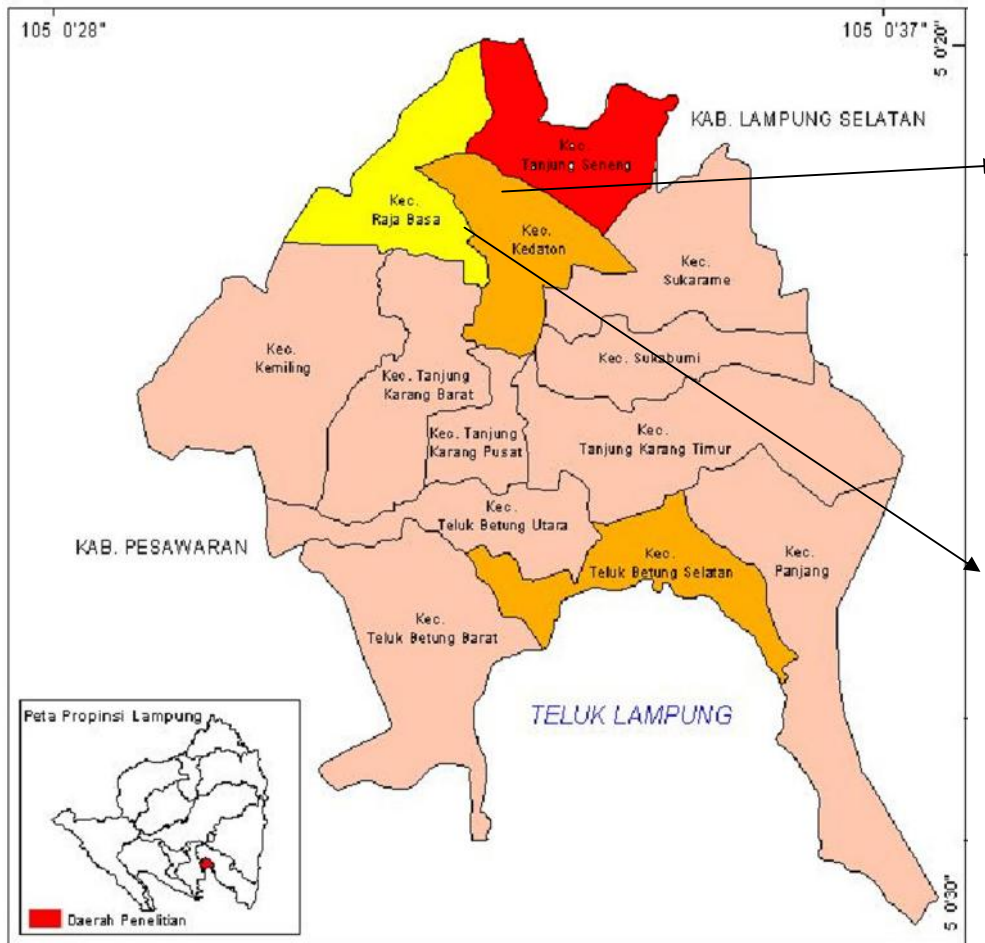 105 0'28"
105 0'37"
5 0'20"
KAB. LAMPUNG SELATAN
Kec.
Tanjung Seneng
Kec.
Raja Basa
Kec.
Kedaton
Kec.
Sukarame
Kec.
Kemiling
Kec. Sukabumi
Kec. Tanjung
Karang Barat
Kec. Tanjung
Karang Pusat
Kec.
Tanjung Karang Timur
Kec.
Teluk Betung Utara
KAB. PESAWARAN
Kec.
Teluk Betung Selatan
Kec.
Panjang
Kec.
Teluk Betung Barat
TELUK LAMPUNG
Peta Propinsi Lampung
Daerah Penelitian
5 0'30"